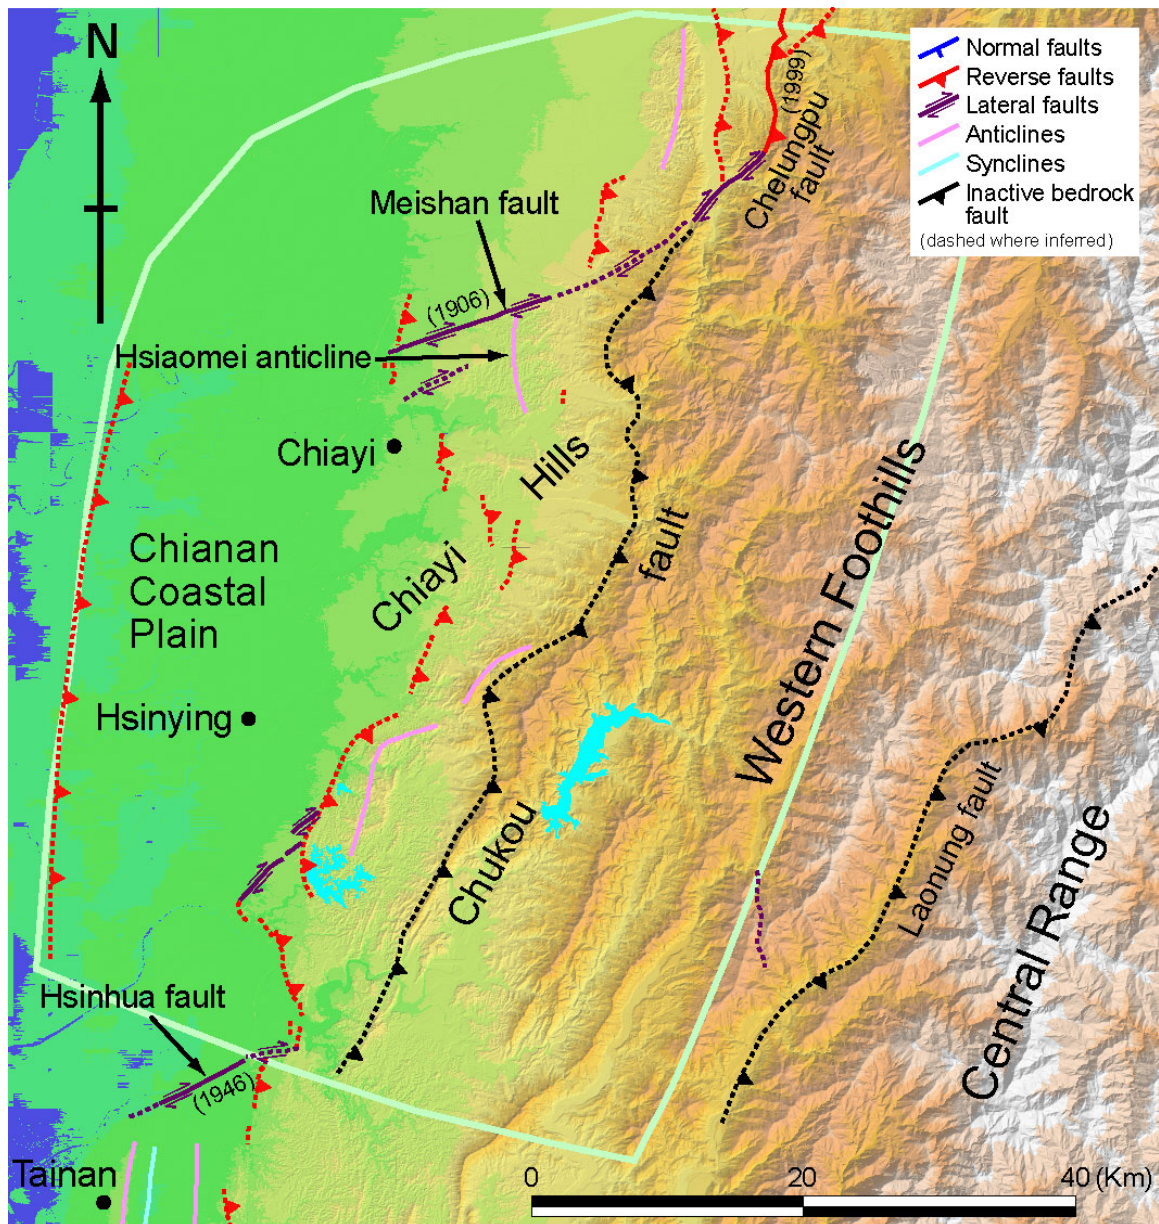 N
Normal faults
Reverse faults
Lateral faults
Anticlines
Synclines
Inactive bedrock
fault
(dashed where inferred)
(1999)
Chelungpu
fault
Meishan fault
(1906)
Hsiaomei anticline
Chiayi
Chiayi Hills
Chianan
Coastal
Plain
Chukou fault
Western Foothills
Hsinying
Laonung fault
Central Range
Hsinhua fault
(1946)
Tainan
0 20 40 (Km)